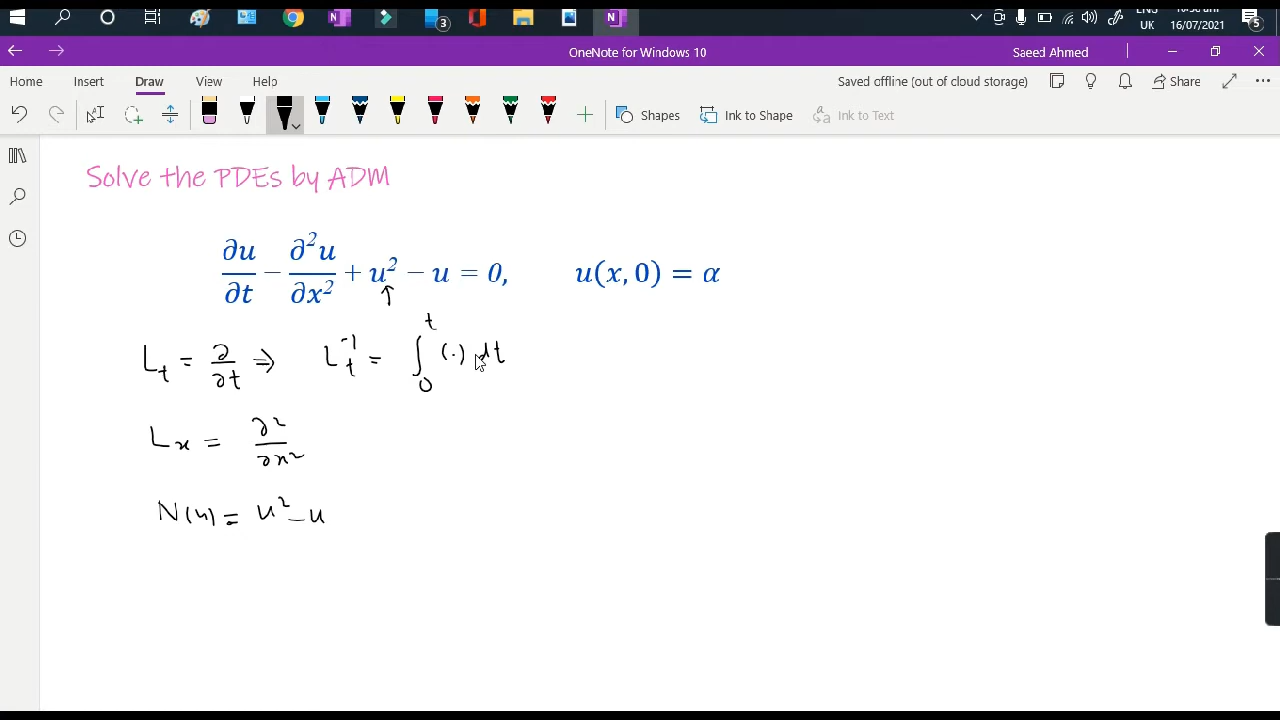 3
ENG
UK
16/07/2021
5
OneNote for Windows 10
Saeed Ahmed
Home Insert Draw View Help
Saved offline (out of cloud storage)
Share
Shapes
Ink to Shape
Ink to Text
Solve the PDEs by ADM
∂u/∂t − ∂²u/∂x² + u² − u = 0, u(x, 0) = α
↑
L_t = ∂/∂t ⇒ L_t^-1 = ∫_0^t (.) dt
L_x = ∂²/∂x²
N(u) = u² - u